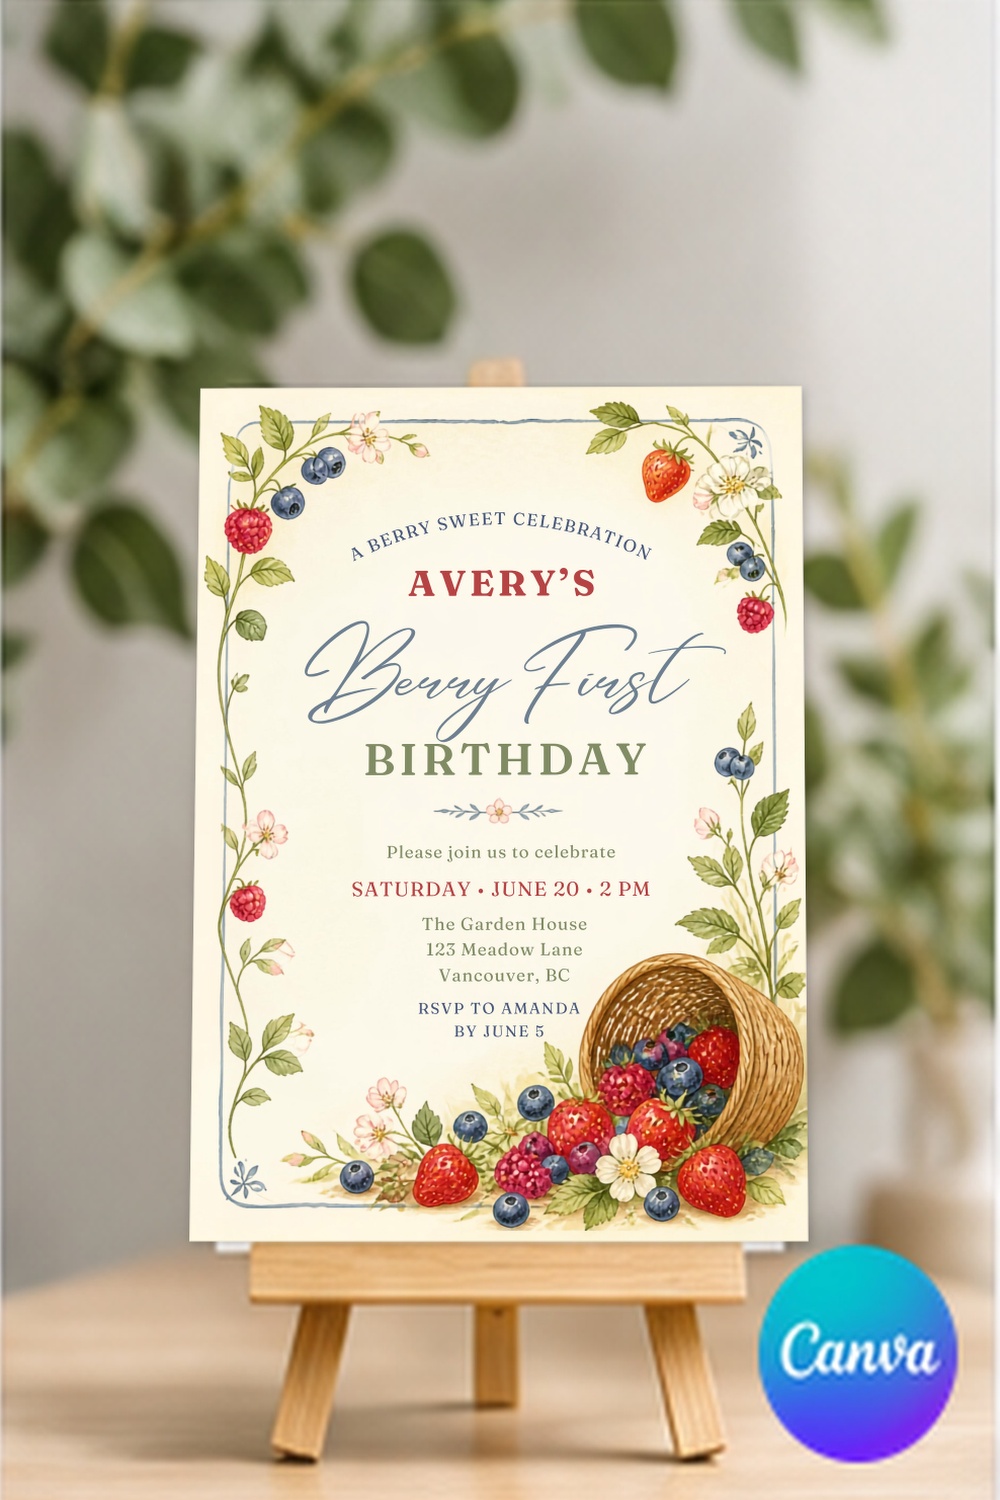 A BERRY SWEET CELEBRATION
AVERY'S
Berry First
BIRTHDAY
Please join us to celebrate
SATURDAY • JUNE 20 • 2 PM
The Garden House
123 Meadow Lane
Vancouver, BC
RSVP TO AMANDA
BY JUNE 5
Canva